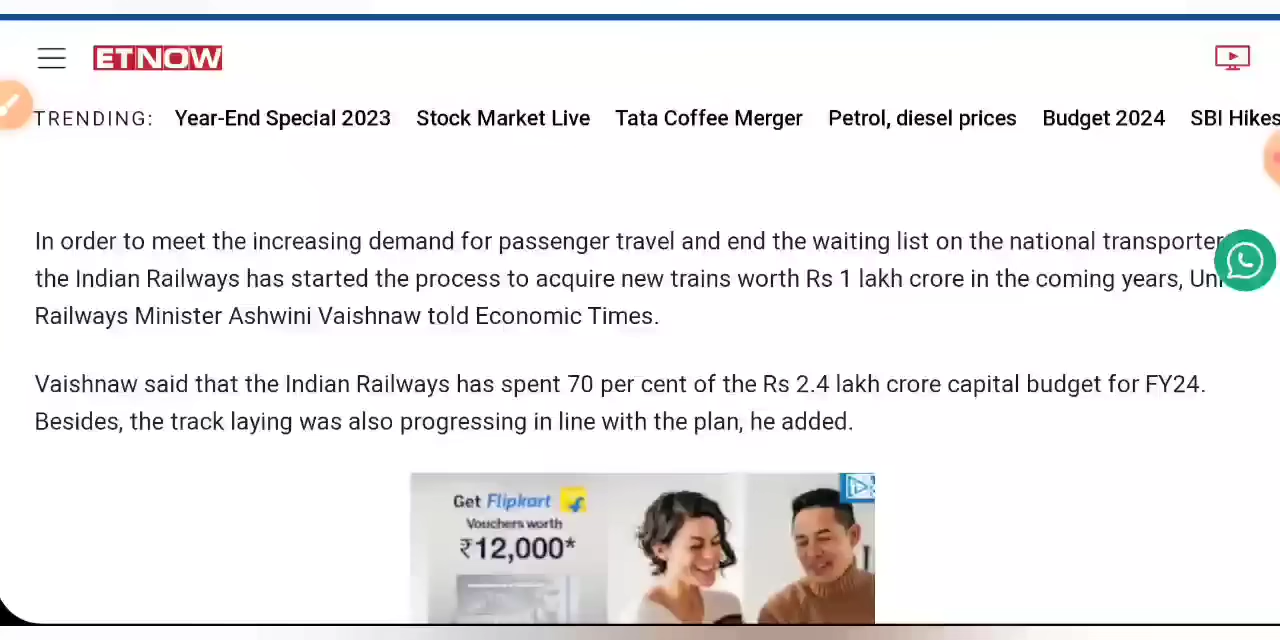 ETNOW
TRENDING: Year-End Special 2023 Stock Market Live Tata Coffee Merger Petrol, diesel prices Budget 2024 SBI Hikes
In order to meet the increasing demand for passenger travel and end the waiting list on the national transporter
the Indian Railways has started the process to acquire new trains worth Rs 1 lakh crore in the coming years,
Railways Minister Ashwini Vaishnaw told Economic Times.
Vaishnaw said that the Indian Railways has spent 70 per cent of the Rs 2.4 lakh crore capital budget for FY24.
Besides, the track laying was also progressing in line with the plan, he added.
Get Flipkart
Vouchers worth
₹12,000*